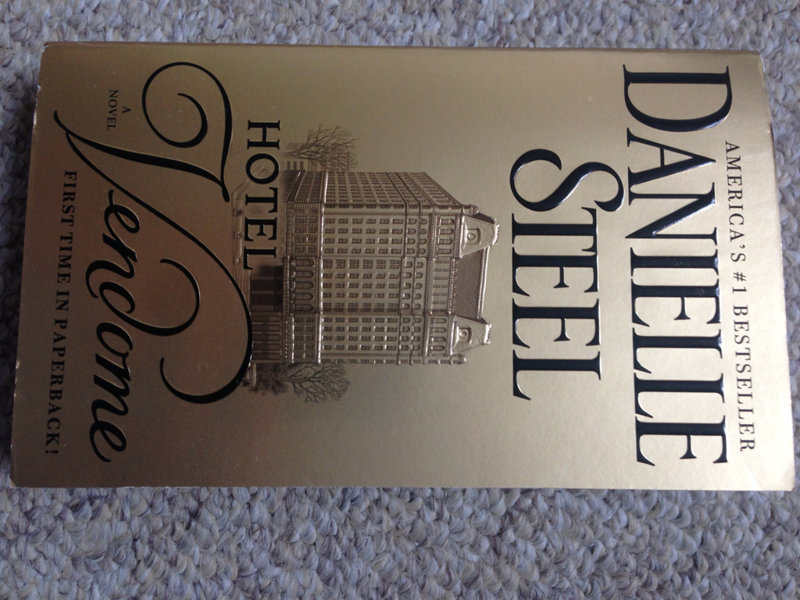 AMERICA'S #1 BESTSELLER
DANIELLE
STEEL
HOTEL
Vendome
A
NOVEL
FIRST TIME IN PAPERBACK!